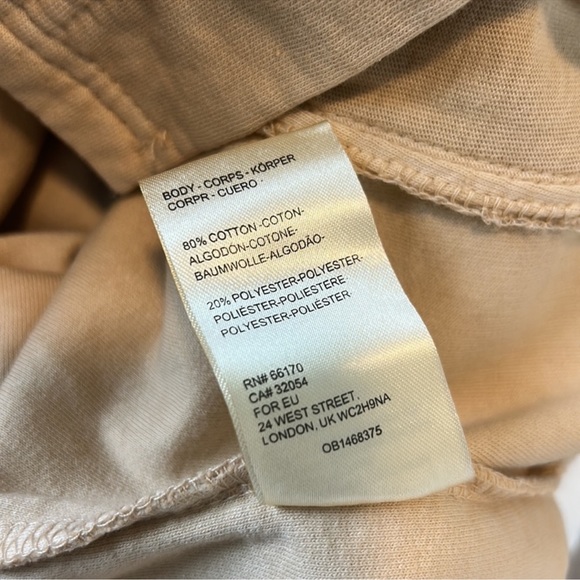 BODY - CORPS - KÖRPER
CORPR - CUERO -
80% COTTON -COTON-
ALGODÓN-COTONE-
BAUMWOLLE-ALGODÃO-
20% POLYESTER-POLYESTER-
POLIÉSTER-POLIESTERE-
POLYESTER-POLIÉSTER-
RN# 66170
CA# 32054
FOR EU
24 WEST STREET,
LONDON, UK WC2H9NA
OB1468375